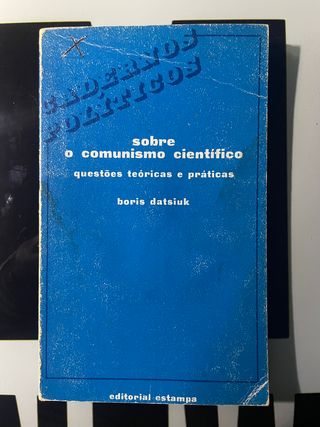 CADERNOS
POLÍTICOS
sobre
o comunismo científico
questões teóricas e práticas
boris datsiuk
editorial estampa